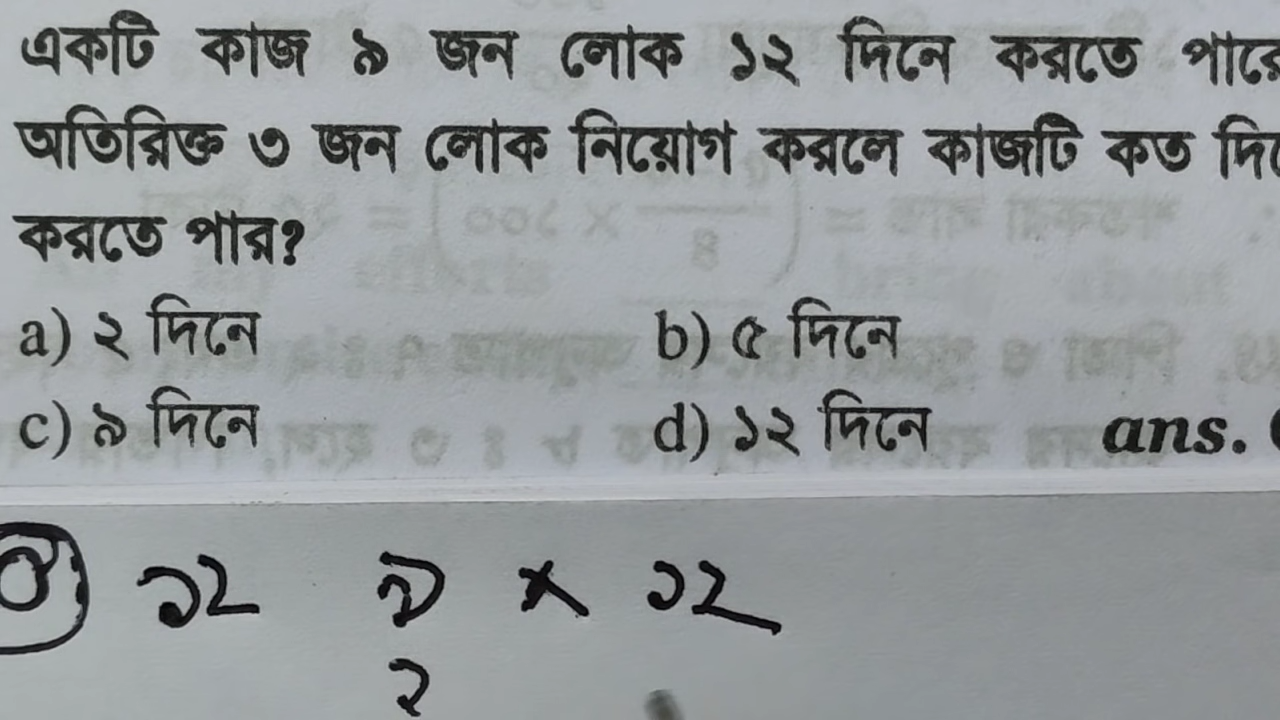 একটি কাজ ৯ জন লোক ১২ দিনে করতে পারে
অতিরিক্ত ৩ জন লোক নিয়োগ করলে কাজটি কত
করতে পার?
a) ২ দিনে b) ৫ দিনে
c) ৯ দিনে d) ১২ দিনে ans.
১২ ৯ × ১২
২